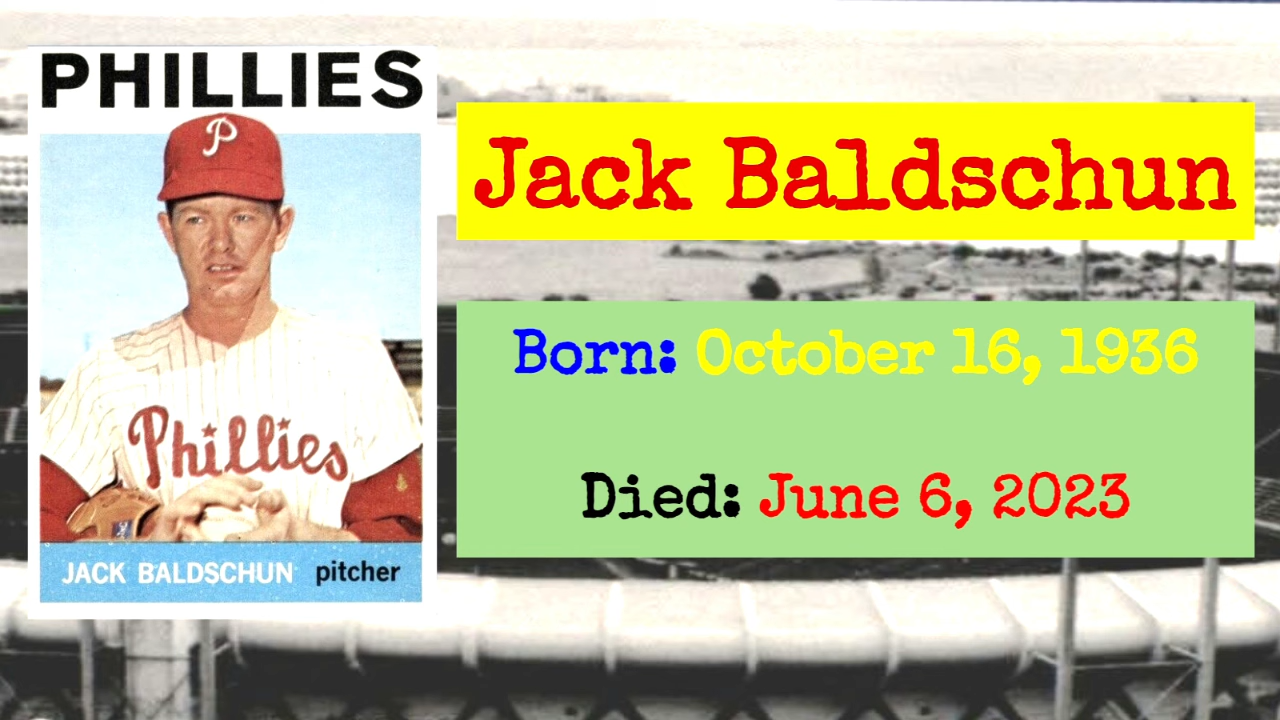 PHILLIES
P
Phillies
JACK BALDSCHUN pitcher
Jack Baldschun
Born: October 16, 1936
Died: June 6, 2023